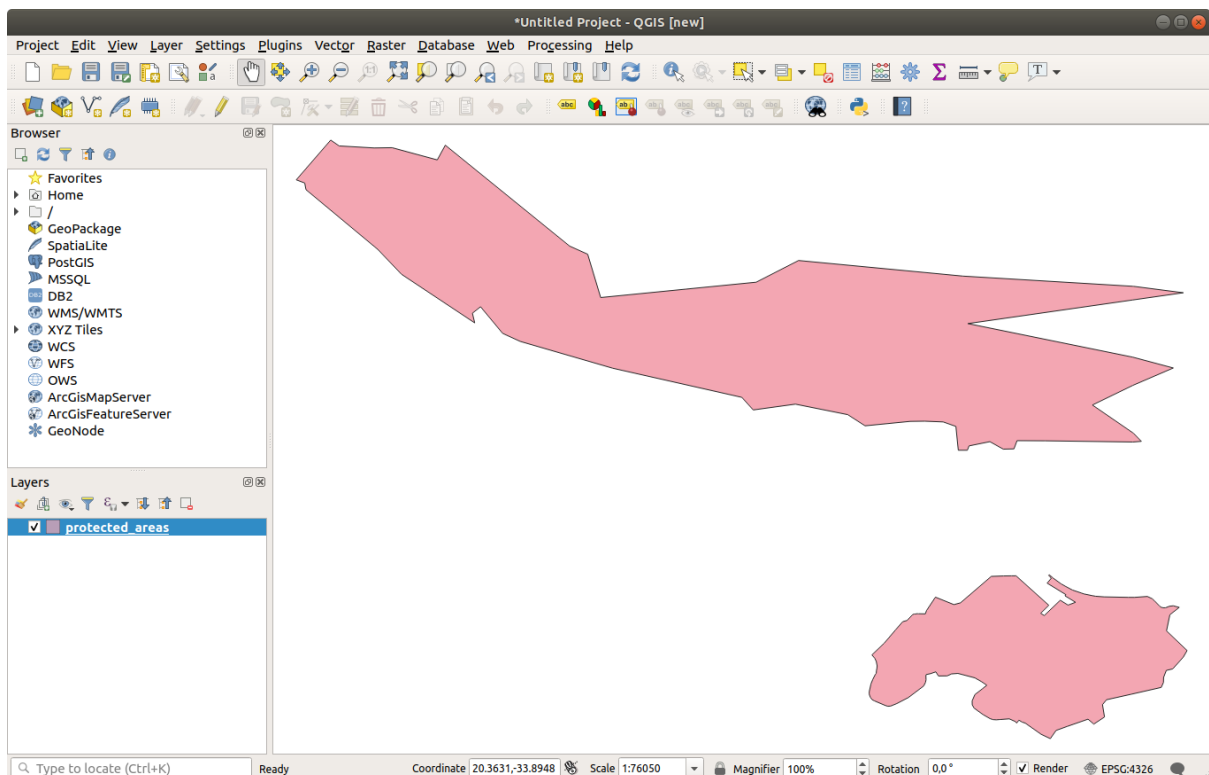 *Untitled Project - QGIS [new]
Project Edit View Layer Settings Plugins Vector Raster Database Web Processing Help
Browser
Favorites
Home
/
GeoPackage
SpatiaLite
PostGIS
MSSQL
DB2
WMS/WMTS
XYZ Tiles
WCS
WFS
OWS
ArcGisMapServer
ArcGisFeatureServer
GeoNode
Layers
protected_areas
Type to locate (Ctrl+K) Ready Coordinate 20.3631,-33.8948 Scale 1:76050 Magnifier 100% Rotation 0,0 ° Render EPSG:4326